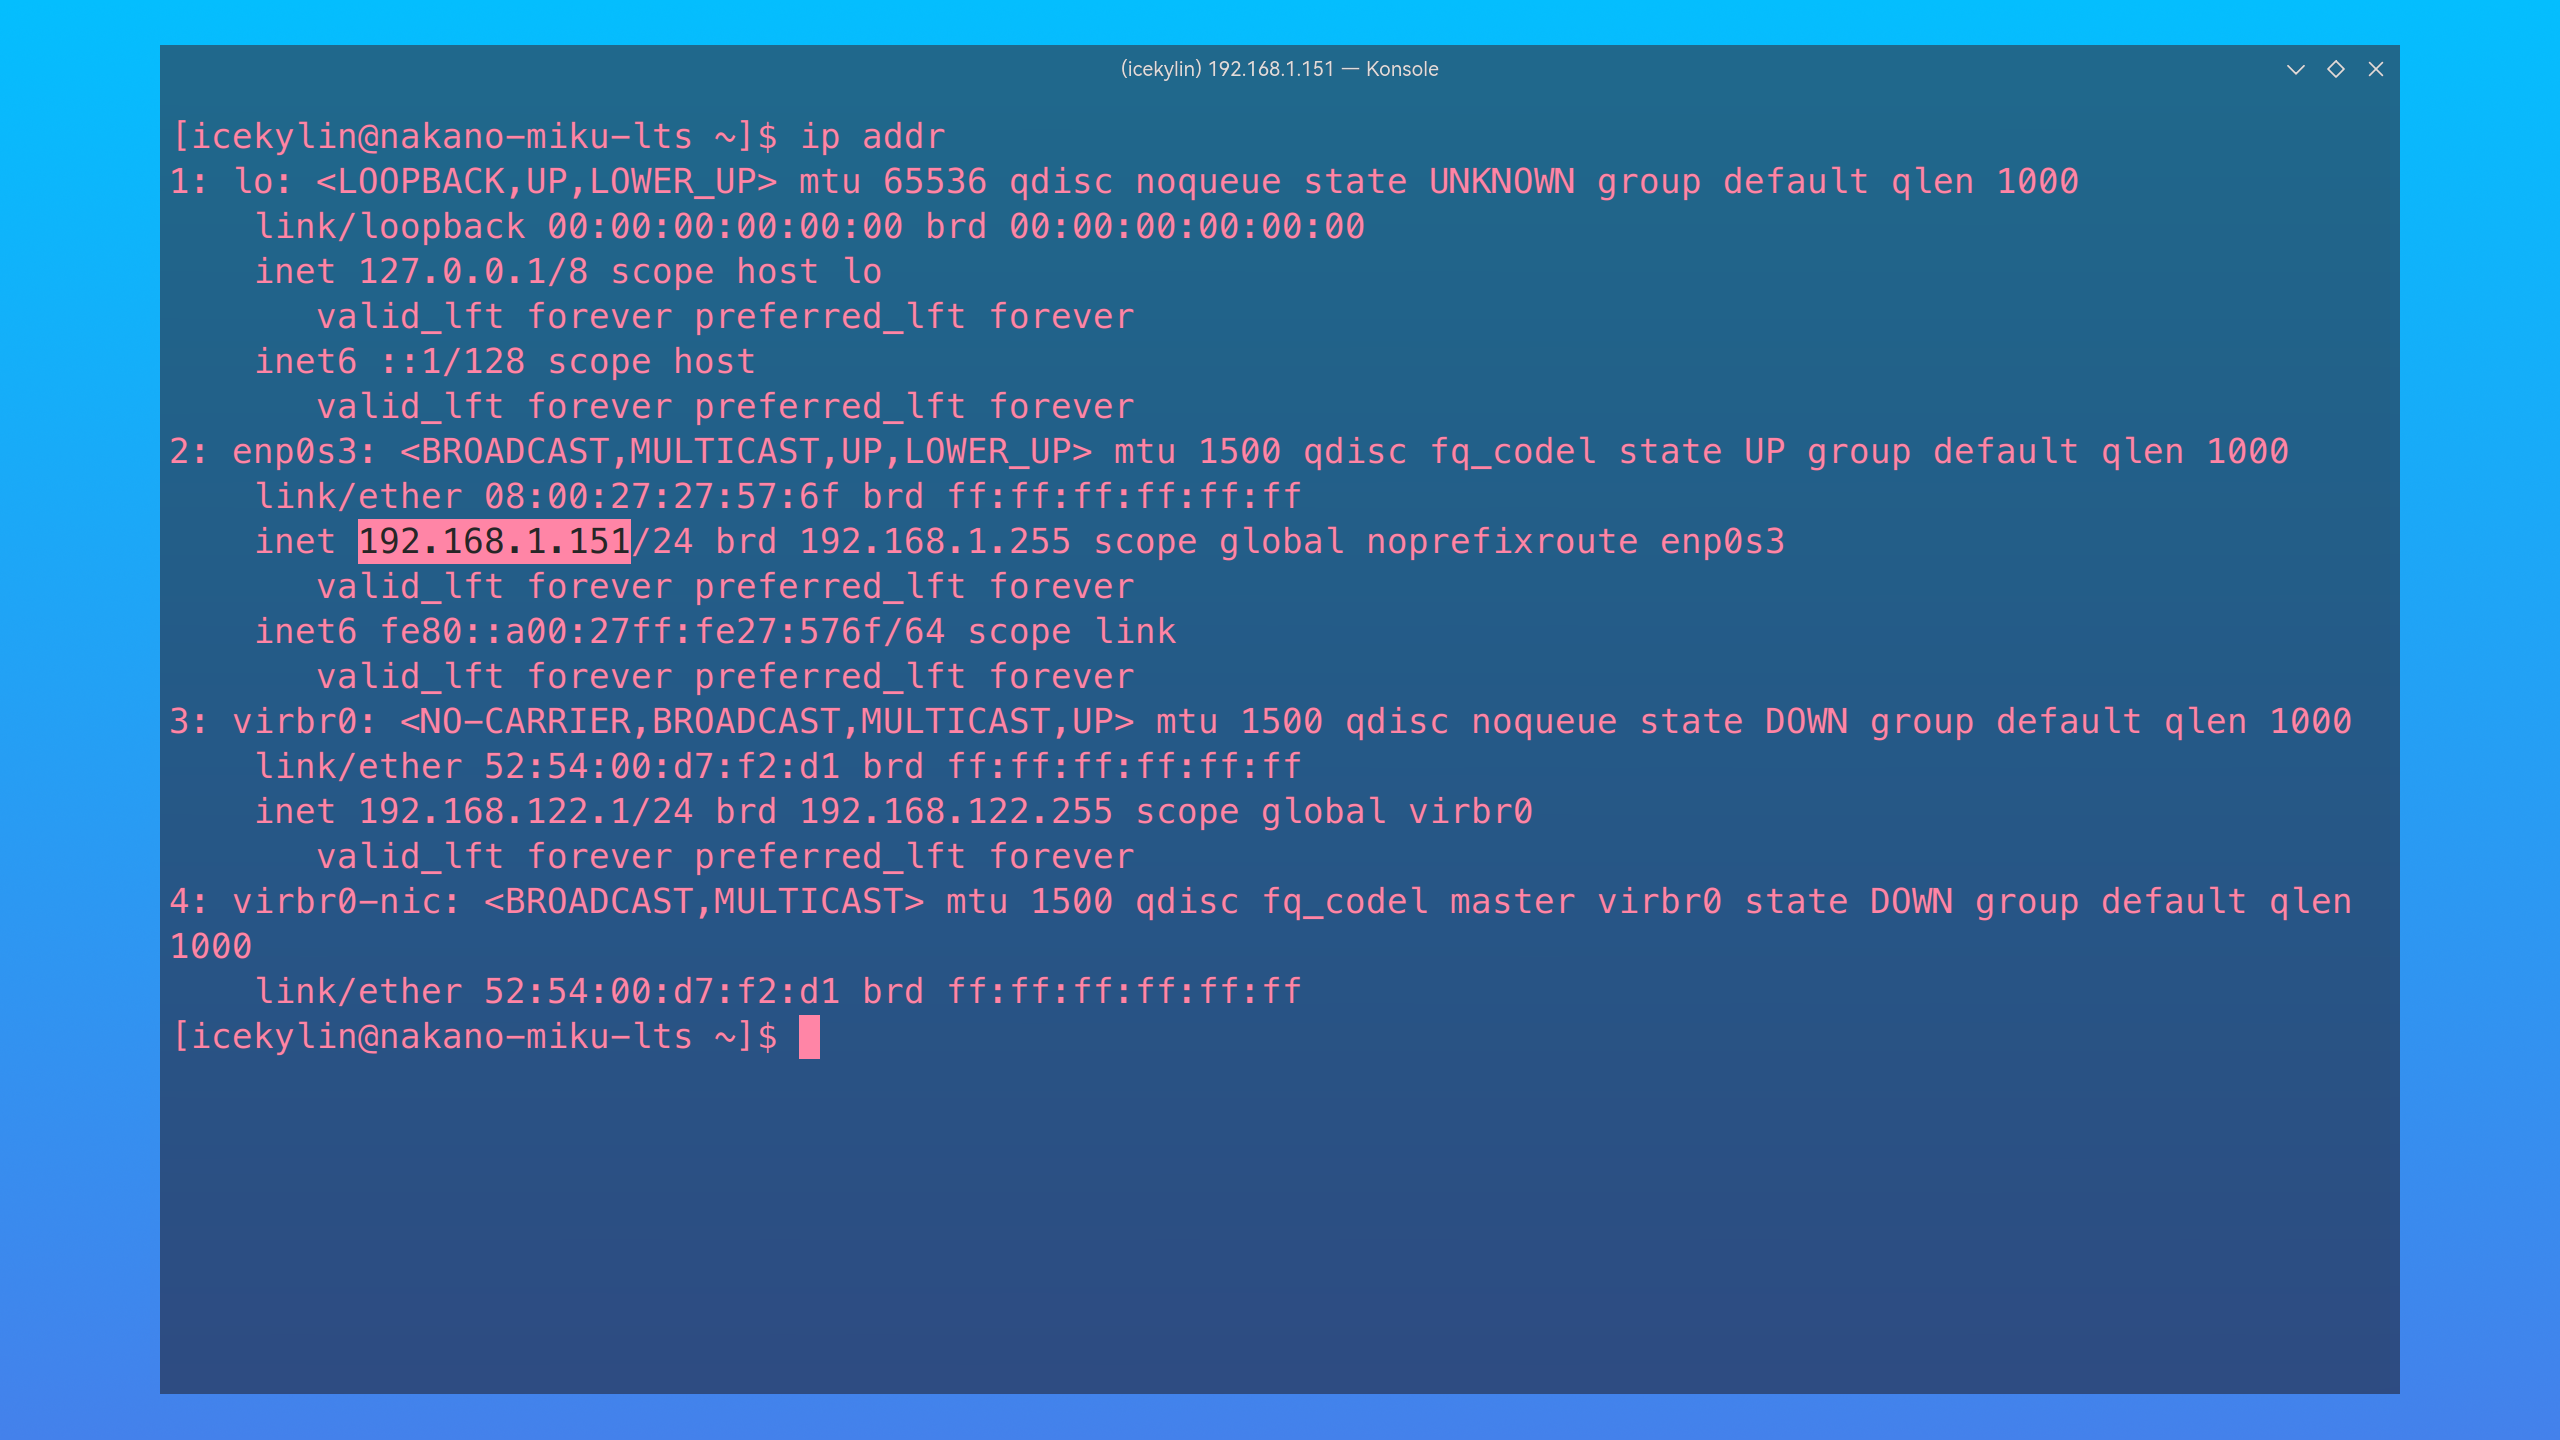 (icekylin) 192.168.1.151 — Konsole
[icekylin@nakano-miku-lts ~]$ ip addr
1: lo: <LOOPBACK,UP,LOWER_UP> mtu 65536 qdisc noqueue state UNKNOWN group default qlen 1000
    link/loopback 00:00:00:00:00:00 brd 00:00:00:00:00:00
    inet 127.0.0.1/8 scope host lo
       valid_lft forever preferred_lft forever
    inet6 ::1/128 scope host
       valid_lft forever preferred_lft forever
2: enp0s3: <BROADCAST,MULTICAST,UP,LOWER_UP> mtu 1500 qdisc fq_codel state UP group default qlen 1000
    link/ether 08:00:27:27:57:6f brd ff:ff:ff:ff:ff:ff
    inet 192.168.1.151/24 brd 192.168.1.255 scope global noprefixroute enp0s3
       valid_lft forever preferred_lft forever
    inet6 fe80::a00:27ff:fe27:576f/64 scope link
       valid_lft forever preferred_lft forever
3: virbr0: <NO-CARRIER,BROADCAST,MULTICAST,UP> mtu 1500 qdisc noqueue state DOWN group default qlen 1000
    link/ether 52:54:00:d7:f2:d1 brd ff:ff:ff:ff:ff:ff
    inet 192.168.122.1/24 brd 192.168.122.255 scope global virbr0
       valid_lft forever preferred_lft forever
4: virbr0-nic: <BROADCAST,MULTICAST> mtu 1500 qdisc fq_codel master virbr0 state DOWN group default qlen
1000
    link/ether 52:54:00:d7:f2:d1 brd ff:ff:ff:ff:ff:ff
[icekylin@nakano-miku-lts ~]$